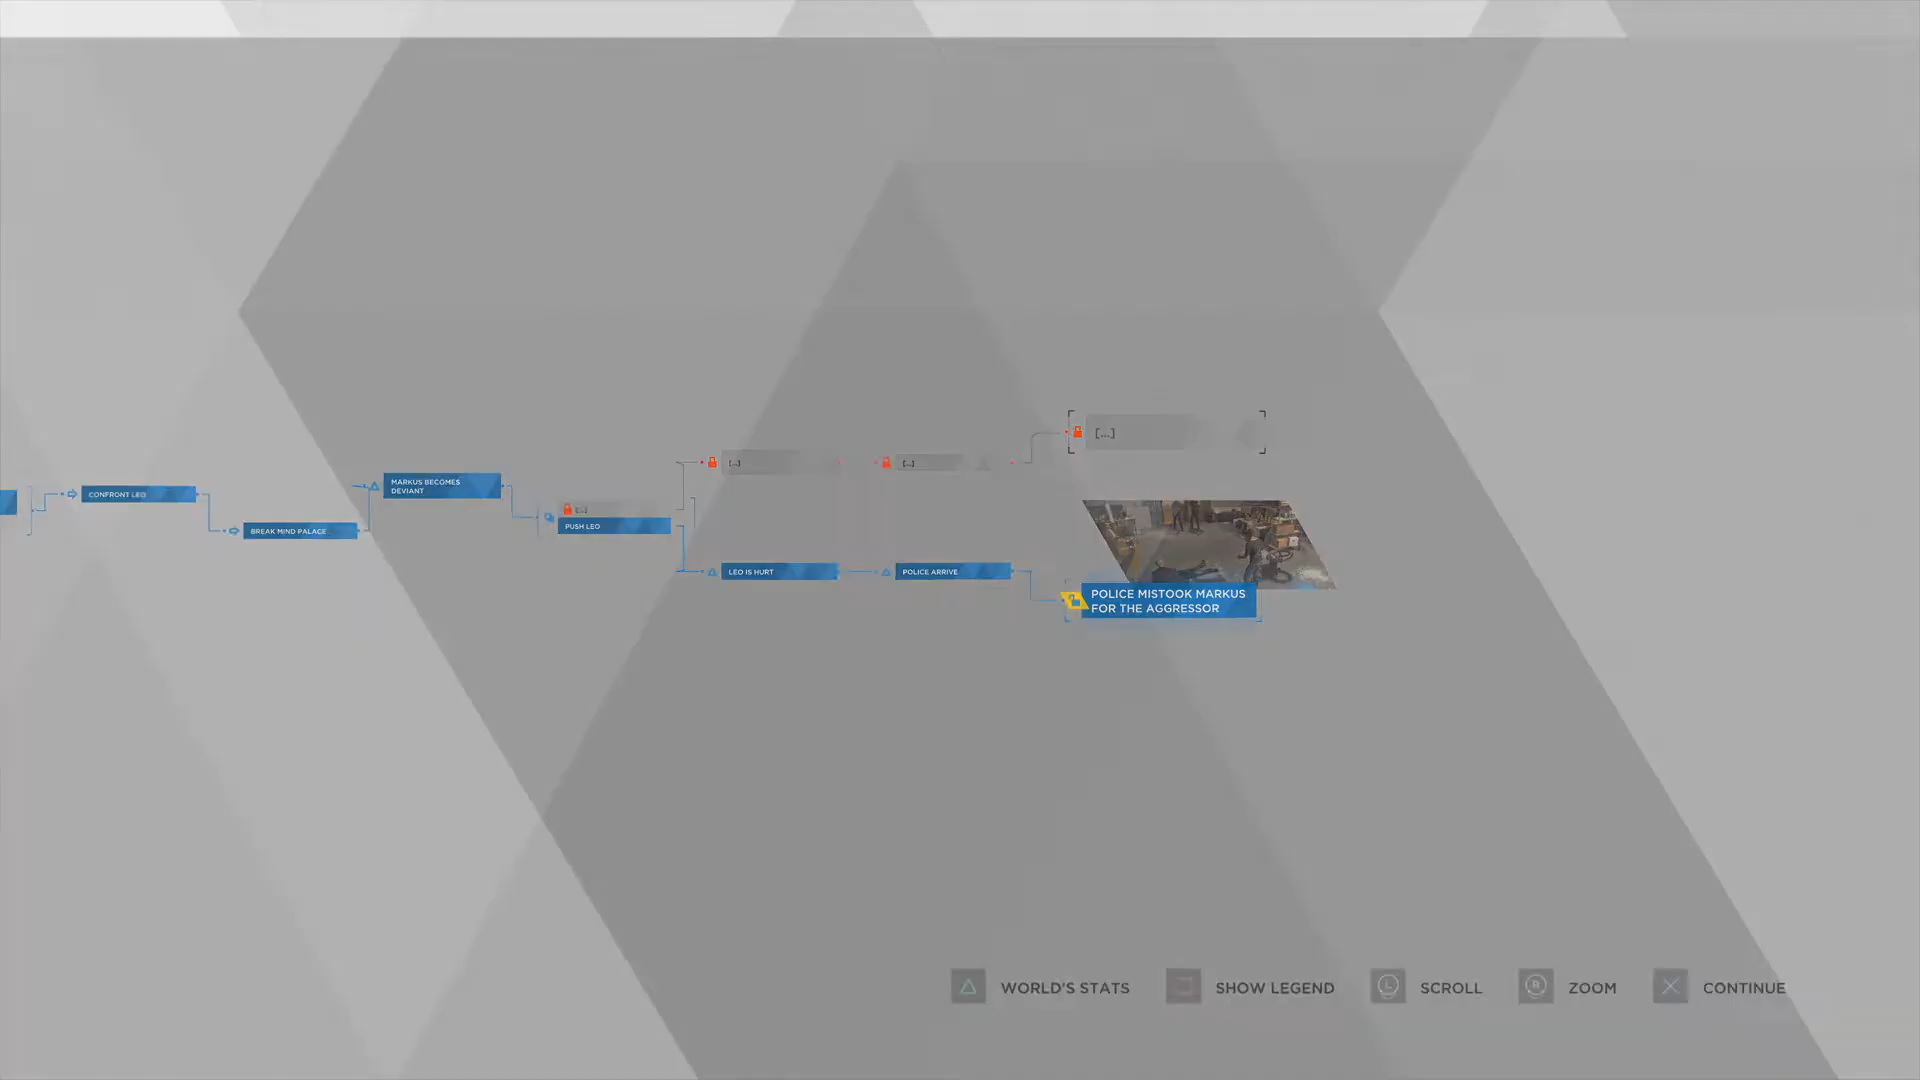 CONFRONT LEO
BREAK MIND PALACE
MARKUS BECOMES
DEVIANT
[...]
PUSH LEO
[...]
[...]
[...]
LEO IS HURT
POLICE ARRIVE
POLICE MISTOOK MARKUS
FOR THE AGGRESSOR
WORLD'S STATS
SHOW LEGEND
L
SCROLL
R
ZOOM
CONTINUE